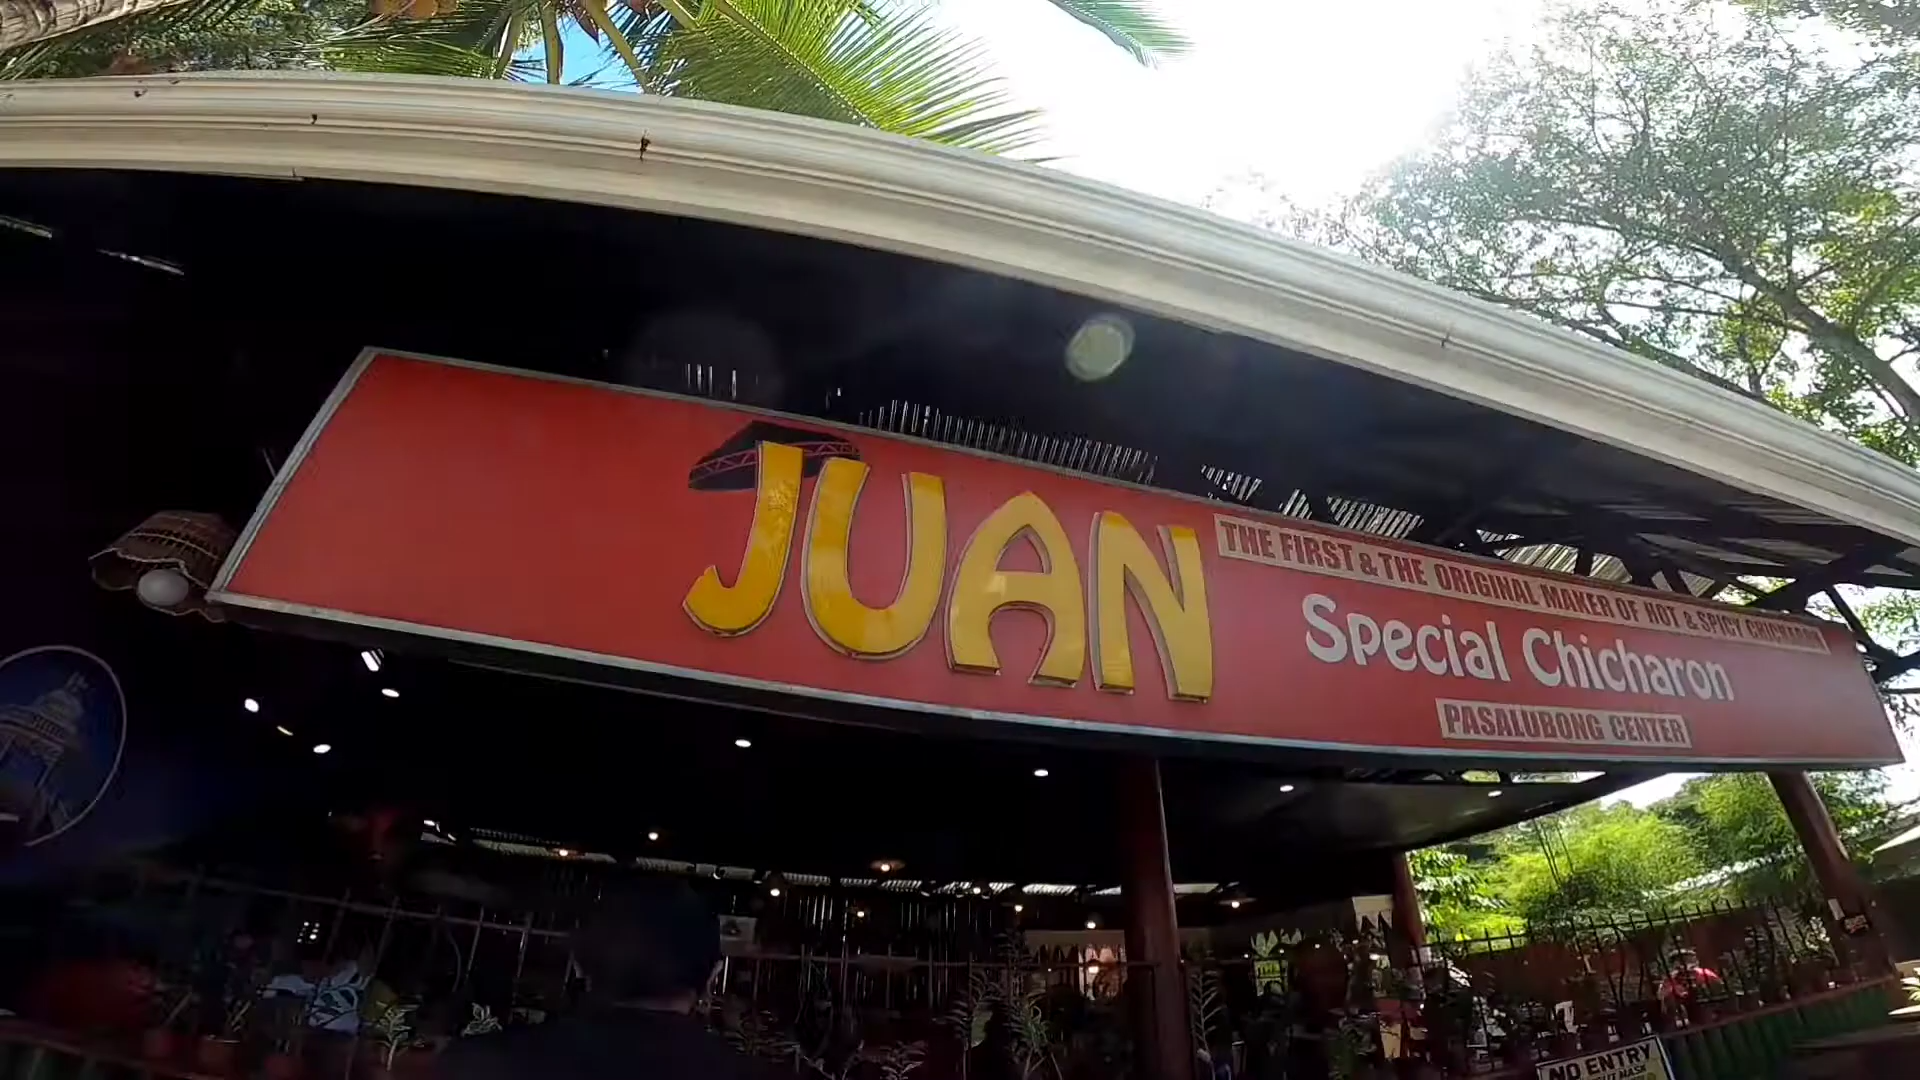 JUAN
THE FIRST & THE ORIGINAL MAKER OF HOT & SPICY CHICHARON
Special Chicharon
PASALUBONG CENTER
NO ENTRY